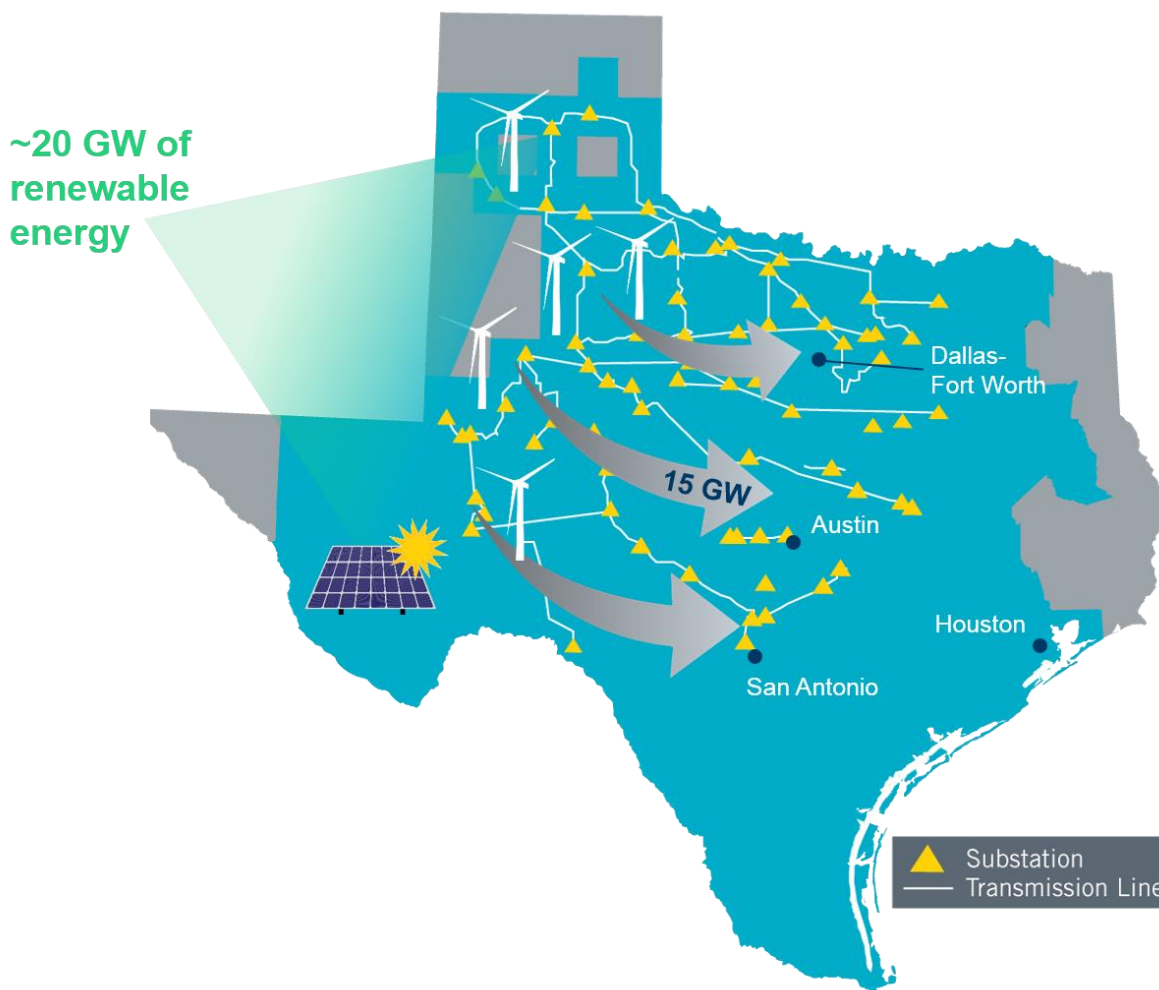 ~20 GW of
renewable
energy
Dallas-
Fort Worth
15 GW
Austin
Houston
San Antonio
Substation
Transmission Line